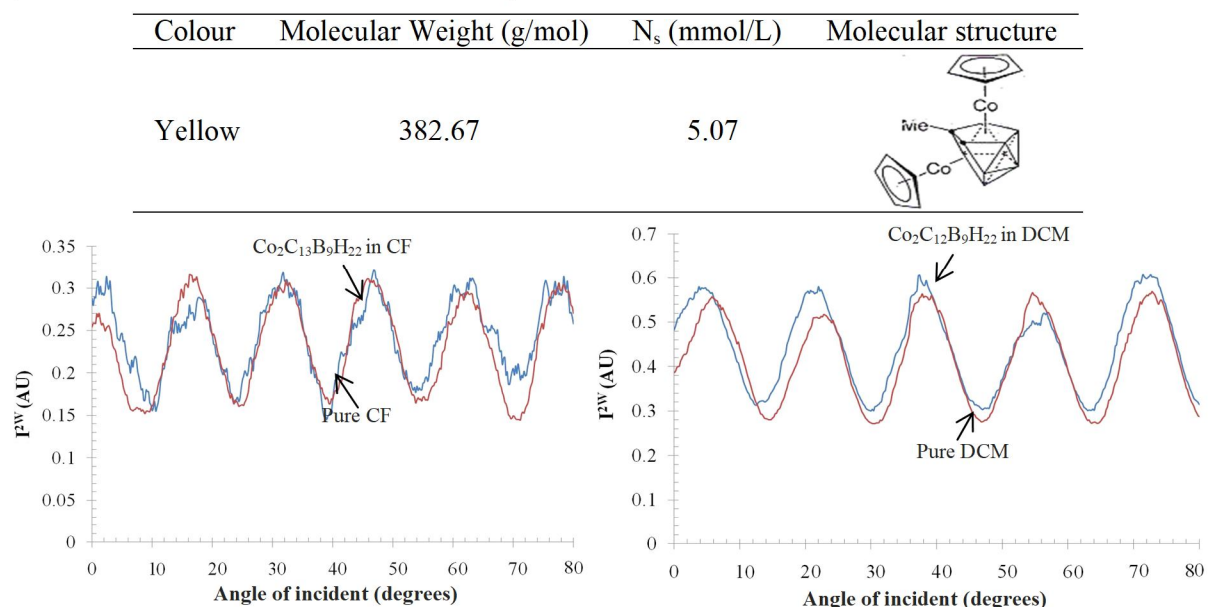 Colour Molecular Weight (g/mol) Nₛ (mmol/L) Molecular structure
Yellow 382.67 5.07
Co
Me
Co
Co₂C₁₃B₉H₂₂ in CF
Pure CF
I²ᵂ (AU)
0.35
0.3
0.25
0.2
0.15
0.1
0.05
0
0 10 20 30 40 50 60 70 80
Angle of incident (degrees)
Co₂C₁₂B₉H₂₂ in DCM
Pure DCM
I²ᵂ (AU)
0.7
0.6
0.5
0.4
0.3
0.2
0.1
0
0 10 20 30 40 50 60 70 80
Angle of incident (degrees)